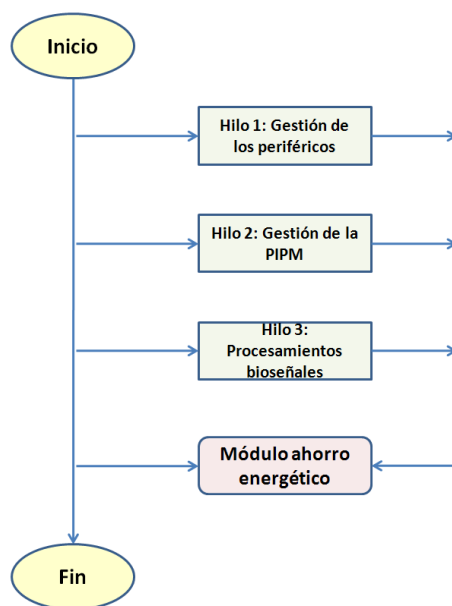 Inicio
Hilo 1: Gestión de
los periféricos
Hilo 2: Gestión de la
PIPM
Hilo 3:
Procesamientos
bioseñales
Módulo ahorro
energético
Fin